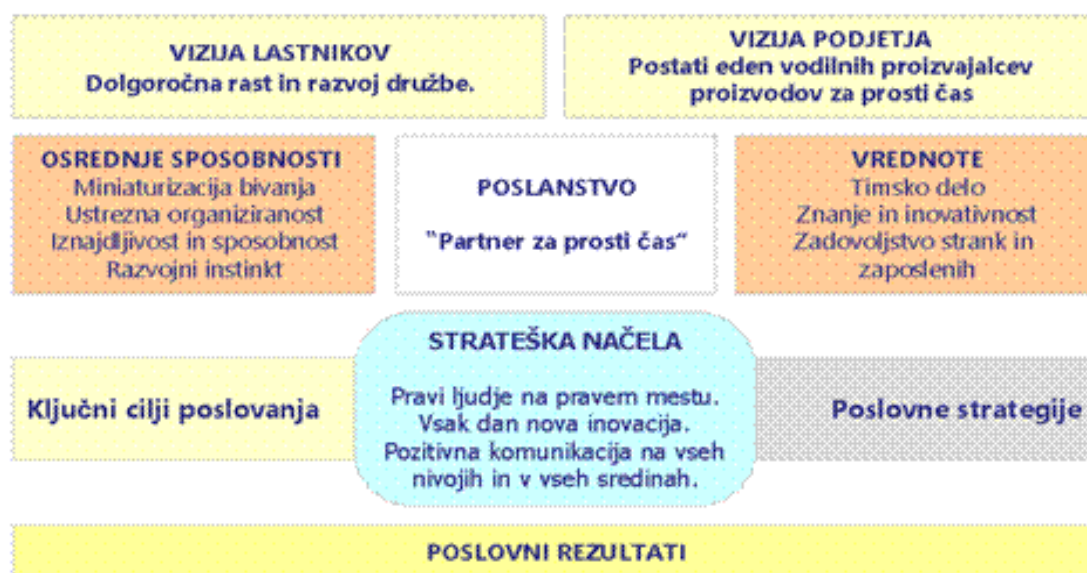 VIZIJA LASTNIKOV
Dolgoročna rast in razvoj družbe.
VIZIJA PODJETJA
Postati eden vodilnih proizvajalcev
proizvodov za prosti čas
OSREDNJE SPOSOBNOSTI
Miniaturizacija bivanja
Ustrezna organiziranost
Iznajdljivost in sposobnost
Razvojni instinkt
POSLANSTVO
"Partner za prosti čas"
VREDNOTE
Timsko delo
Znanje in inovativnost
Zadovoljstvo strank in
zaposlenih
Ključni cilji poslovanja
STRATEŠKA NAČELA
Pravi ljudje na pravem mestu.
Vsak dan nova inovacija.
Pozitivna komunikacija na vseh
nivojih in v vseh sredinah.
Poslovne strategije
POSLOVNI REZULTATI